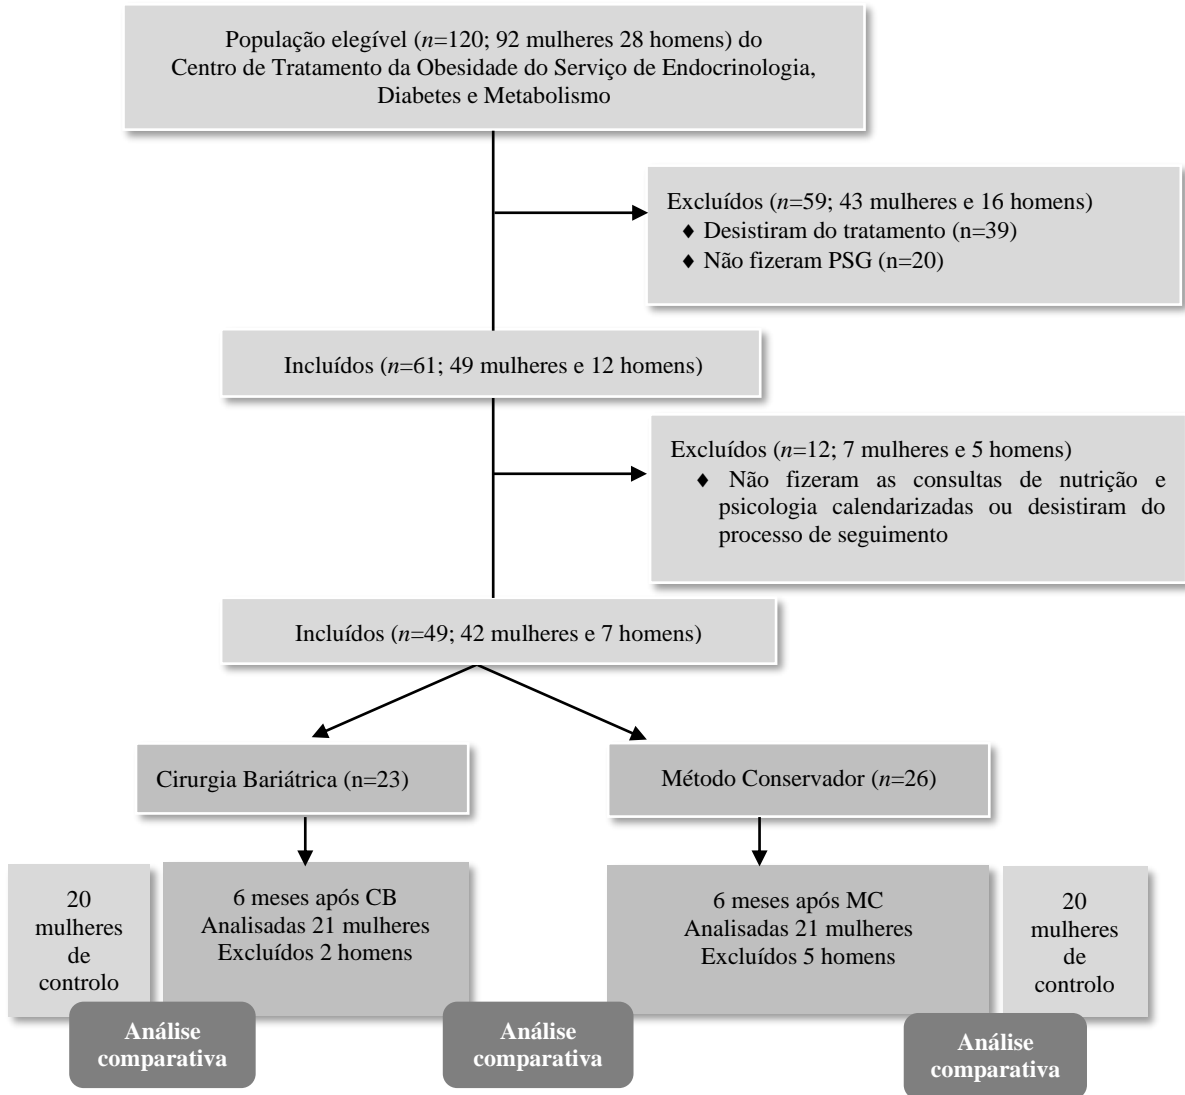 População elegível (n=120; 92 mulheres 28 homens) do
Centro de Tratamento da Obesidade do Serviço de Endocrinologia,
Diabetes e Metabolismo
Excluídos (n=59; 43 mulheres e 16 homens)
♦ Desistiram do tratamento (n=39)
♦ Não fizeram PSG (n=20)
Incluídos (n=61; 49 mulheres e 12 homens)
Excluídos (n=12; 7 mulheres e 5 homens)
♦ Não fizeram as consultas de nutrição e
psicologia calendarizadas ou desistiram do
processo de seguimento
Incluídos (n=49; 42 mulheres e 7 homens)
Cirurgia Bariátrica (n=23)
Método Conservador (n=26)
20
mulheres
de
controlo
6 meses após CB
Analisadas 21 mulheres
Excluídos 2 homens
6 meses após MC
Analisadas 21 mulheres
Excluídos 5 homens
20
mulheres
de
controlo
Análise
comparativa
Análise
comparativa
Análise
comparativa